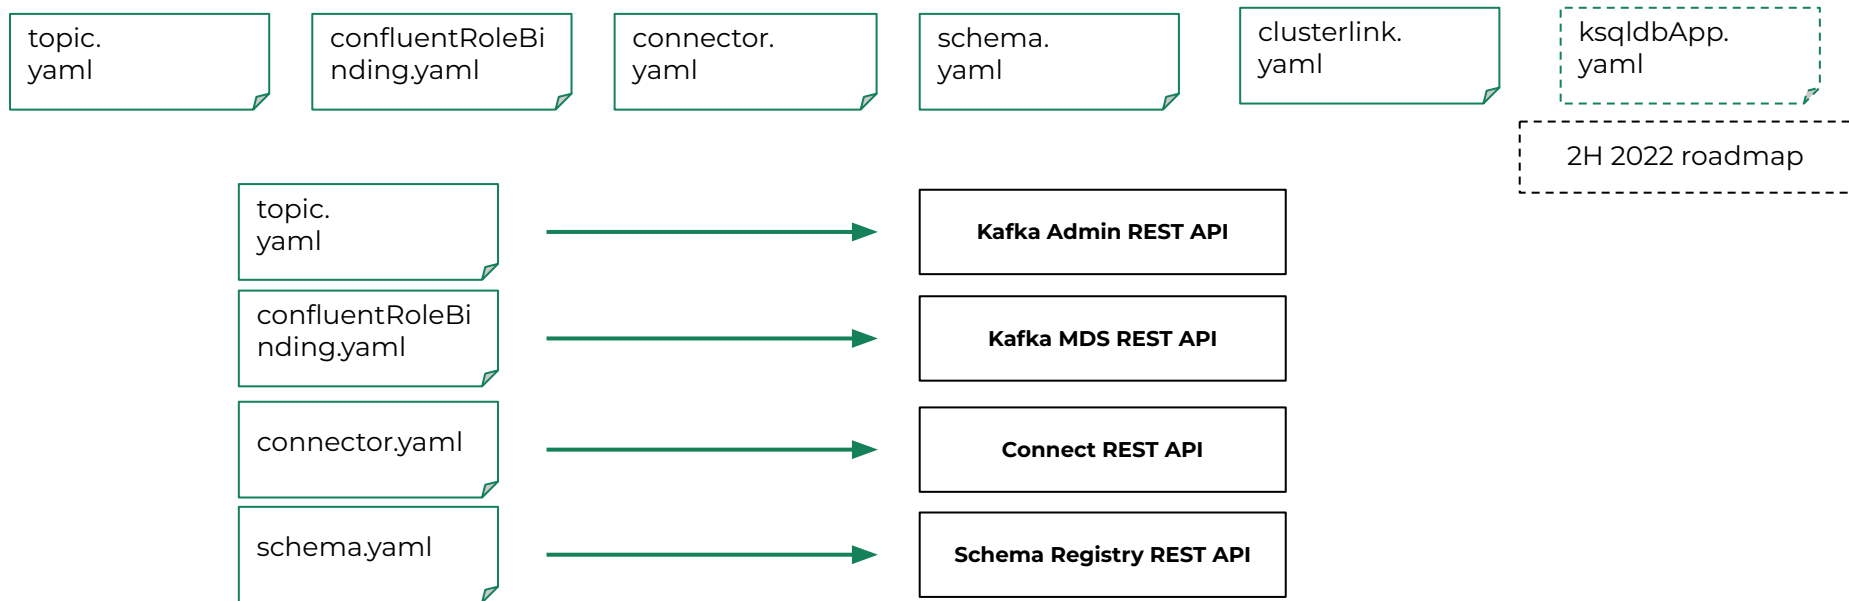 topic.
yaml
confluentRoleBi
nding.yaml
connector.
yaml
schema.
yaml
clusterlink.
yaml
ksqldbApp.
yaml
2H 2022 roadmap
topic.
yaml
Kafka Admin REST API
confluentRoleBi
nding.yaml
Kafka MDS REST API
connector.yaml
Connect REST API
schema.yaml
Schema Registry REST API